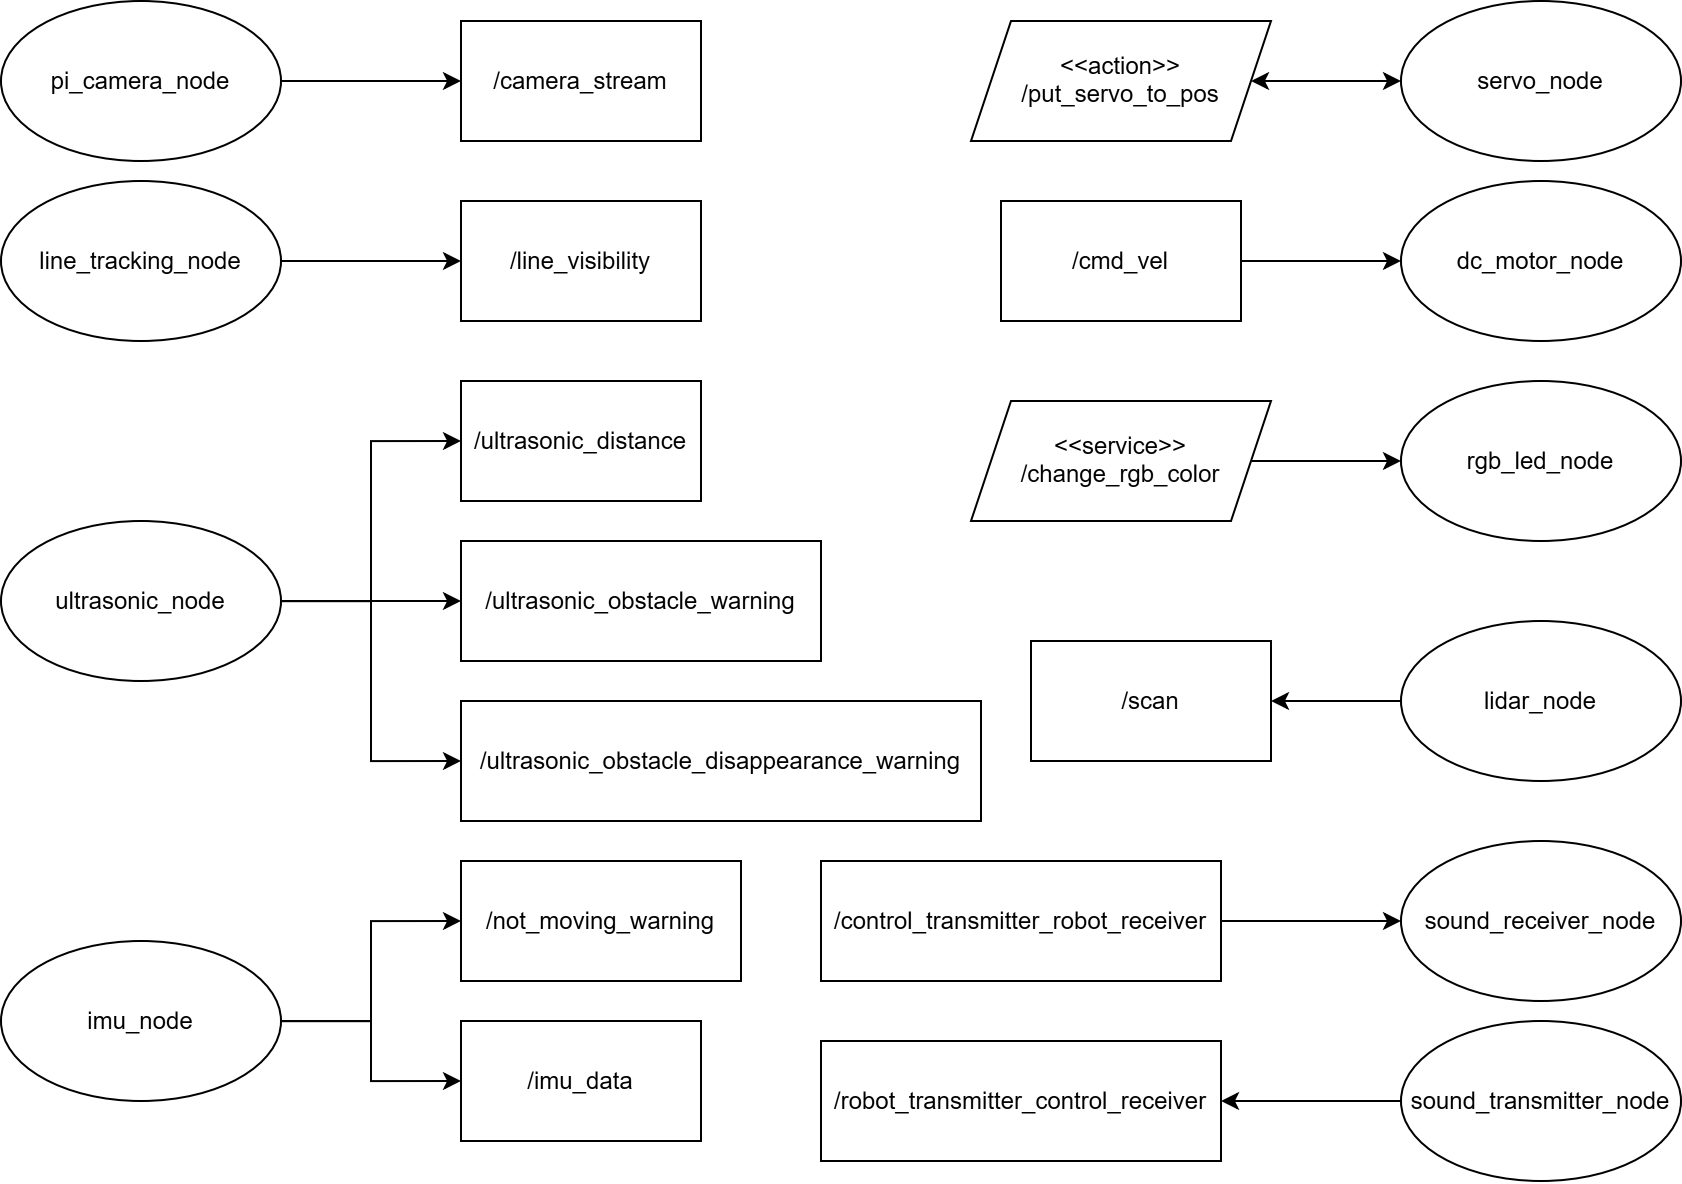 pi_camera_node
/camera_stream
<<action>>
/put_servo_to_pos
servo_node
line_tracking_node
/line_visibility
/cmd_vel
dc_motor_node
/ultrasonic_distance
<<service>>
/change_rgb_color
rgb_led_node
ultrasonic_node
/ultrasonic_obstacle_warning
/scan
lidar_node
/ultrasonic_obstacle_disappearance_warning
/not_moving_warning
/control_transmitter_robot_receiver
sound_receiver_node
imu_node
/imu_data
/robot_transmitter_control_receiver
sound_transmitter_node